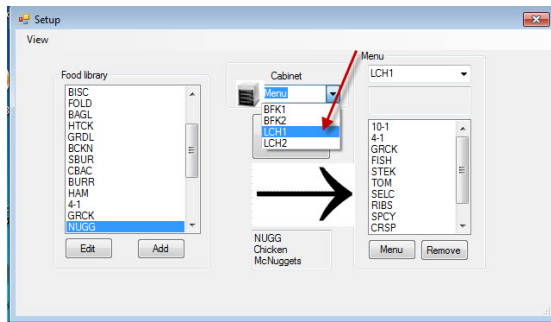 Setup
View
Food library
BISC
FOLD
BAGL
HTCK
GRDL
BCKN
SBUR
CBAC
BURR
HAM
4-1
GRCK
NUGG
Edit
Add
Cabinet
Menu
BFK1
BFK2
LCH1
LCH2
NUGG
Chicken
McNuggets
Menu
LCH1
10-1
4-1
GRCK
FISH
STEK
TOM
SELC
RIBS
SPCY
CRSP
Menu
Remove